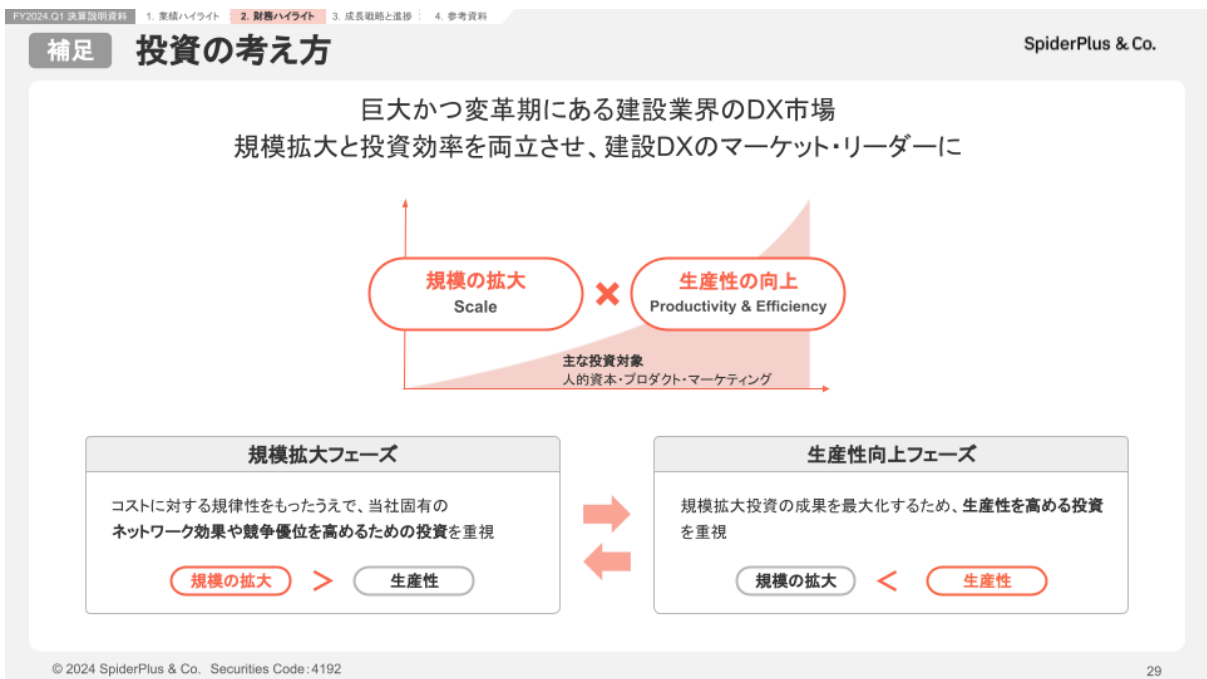 FY2024.Q1 決算説明資料 1. 業績ハイライト 2. 財務ハイライト 3. 成長戦略と進捗 4. 参考資料
補足 投資の考え方
SpiderPlus & Co.
巨大かつ変革期にある建設業界のDX市場
規模拡大と投資効率を両立させ、建設DXのマーケット・リーダーに
規模の拡大
Scale
×
生産性の向上
Productivity & Efficiency
主な投資対象
人的資本・プロダクト・マーケティング
規模拡大フェーズ
コストに対する規律性をもったうえで、当社固有の
ネットワーク効果や競争優位を高めるための投資を重視
規模の拡大 > 生産性
生産性向上フェーズ
規模拡大投資の成果を最大化するため、生産性を高める投資
を重視
規模の拡大 < 生産性
© 2024 SpiderPlus & Co. Securities Code:4192
29